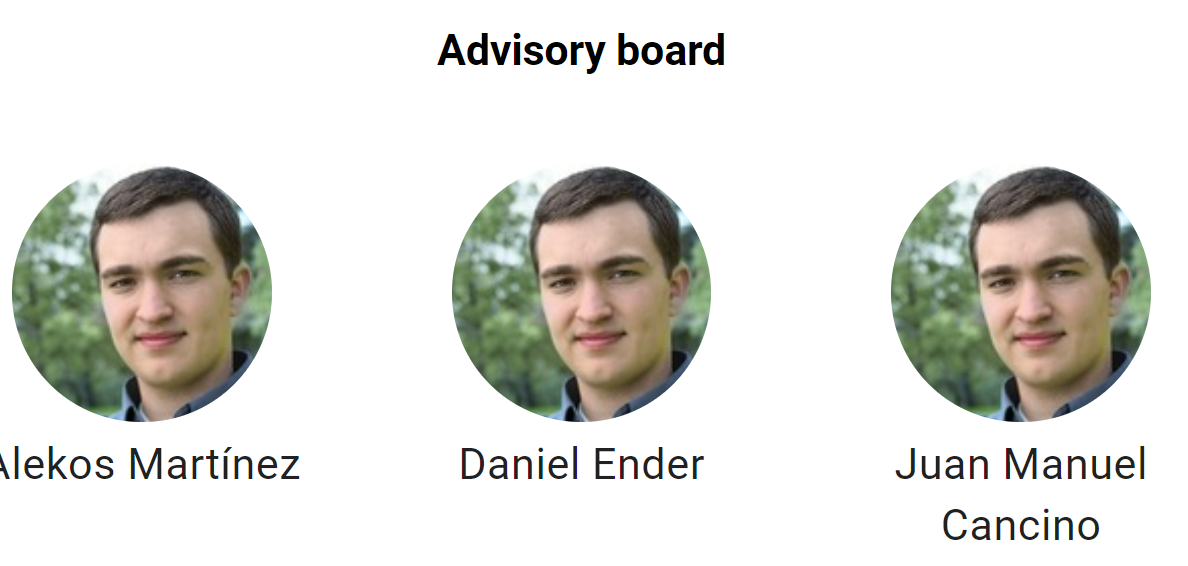 Advisory board
Alekos Martínez
Daniel Ender
Juan Manuel
Cancino